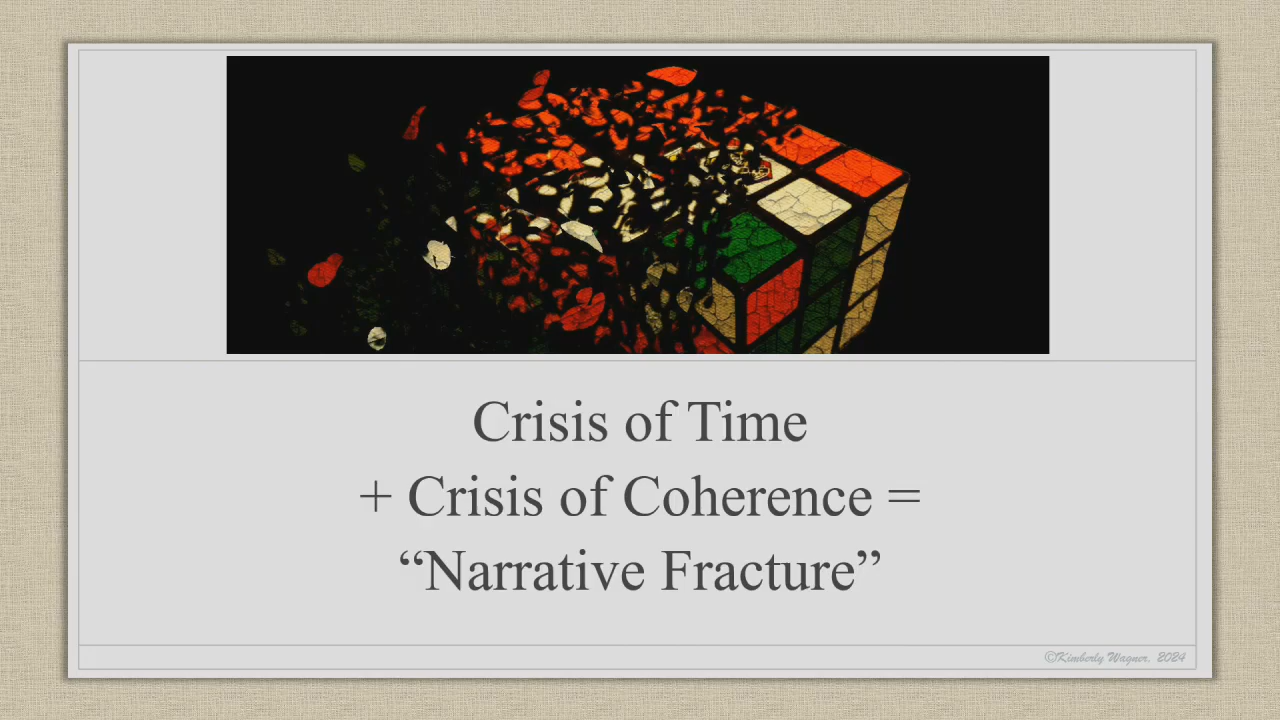 Crisis of Time
+ Crisis of Coherence =
“Narrative Fracture”
©Kimberly Wagner, 2024